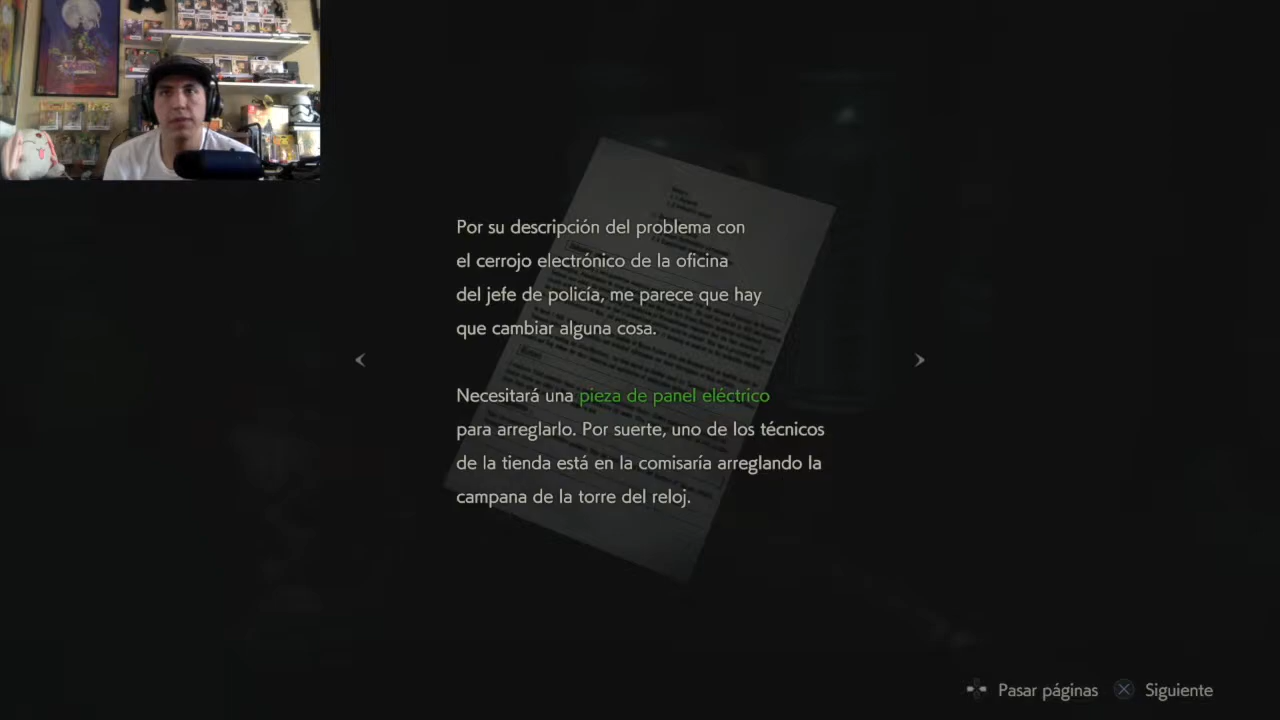 Por su descripción del problema con
el cerrojo electrónico de la oficina
del jefe de policía, me parece que hay
que cambiar alguna cosa.
Necesitará una pieza de panel eléctrico
para arreglarlo. Por suerte, uno de los técnicos
de la tienda está en la comisaría arreglando la
campana de la torre del reloj.
Pasar páginas
Siguiente